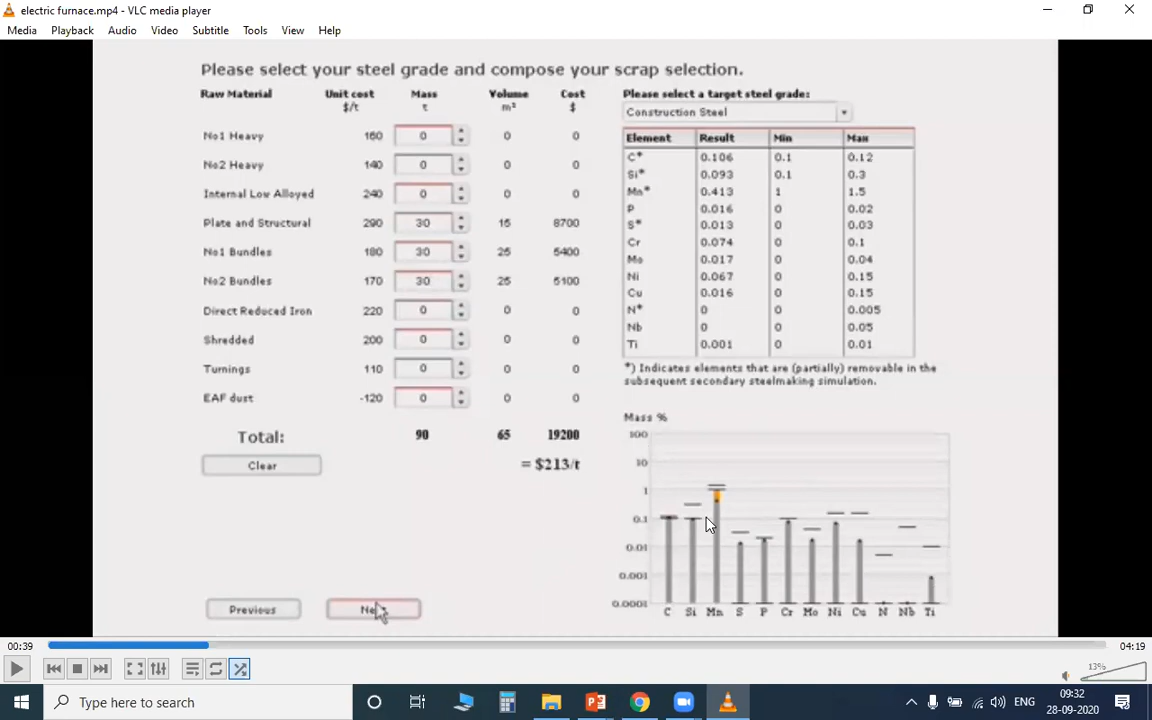 electric furnace.mp4 - VLC media player
Media Playback Audio Video Subtitle Tools View Help
Please select your steel grade and compose your scrap selection.
Raw Material Unit cost Mass Volume Cost
$/t t m³ $
No1 Heavy 160 0 0 0
No2 Heavy 140 0 0 0
Internal Low Alloyed 240 0 0 0
Plate and Structural 290 30 15 8700
No1 Bundles 180 30 25 5400
No2 Bundles 170 30 25 5100
Direct Reduced Iron 220 0 0 0
Shredded 200 0 0 0
Turnings 110 0 0 0
EAF dust -120 0 0 0
Total: 90 65 19200
= $213/t
Clear
Previous
Please select a target steel grade:
Construction Steel
Element Result Min Max
C* 0.106 0.1 0.12
Si* 0.093 0.1 0.3
Mn* 0.413 1 1.5
P 0.016 0 0.02
S* 0.013 0 0.03
Cr 0.074 0 0.1
Mo 0.017 0 0.04
Ni 0.067 0 0.15
Cu 0.016 0 0.15
N* 0 0 0.005
Nb 0 0 0.05
Ti 0.001 0 0.01
*) Indicates elements that are (partially) removable in the
subsequent secondary steelmaking simulation.
Mass %
100
10
1
0.1
0.01
0.001
0.0001
C Si Mn S P Cr Mo Ni Cu N Nb Ti
00:39 04:19
13%
Type here to search
ENG
09:32
28-09-2020